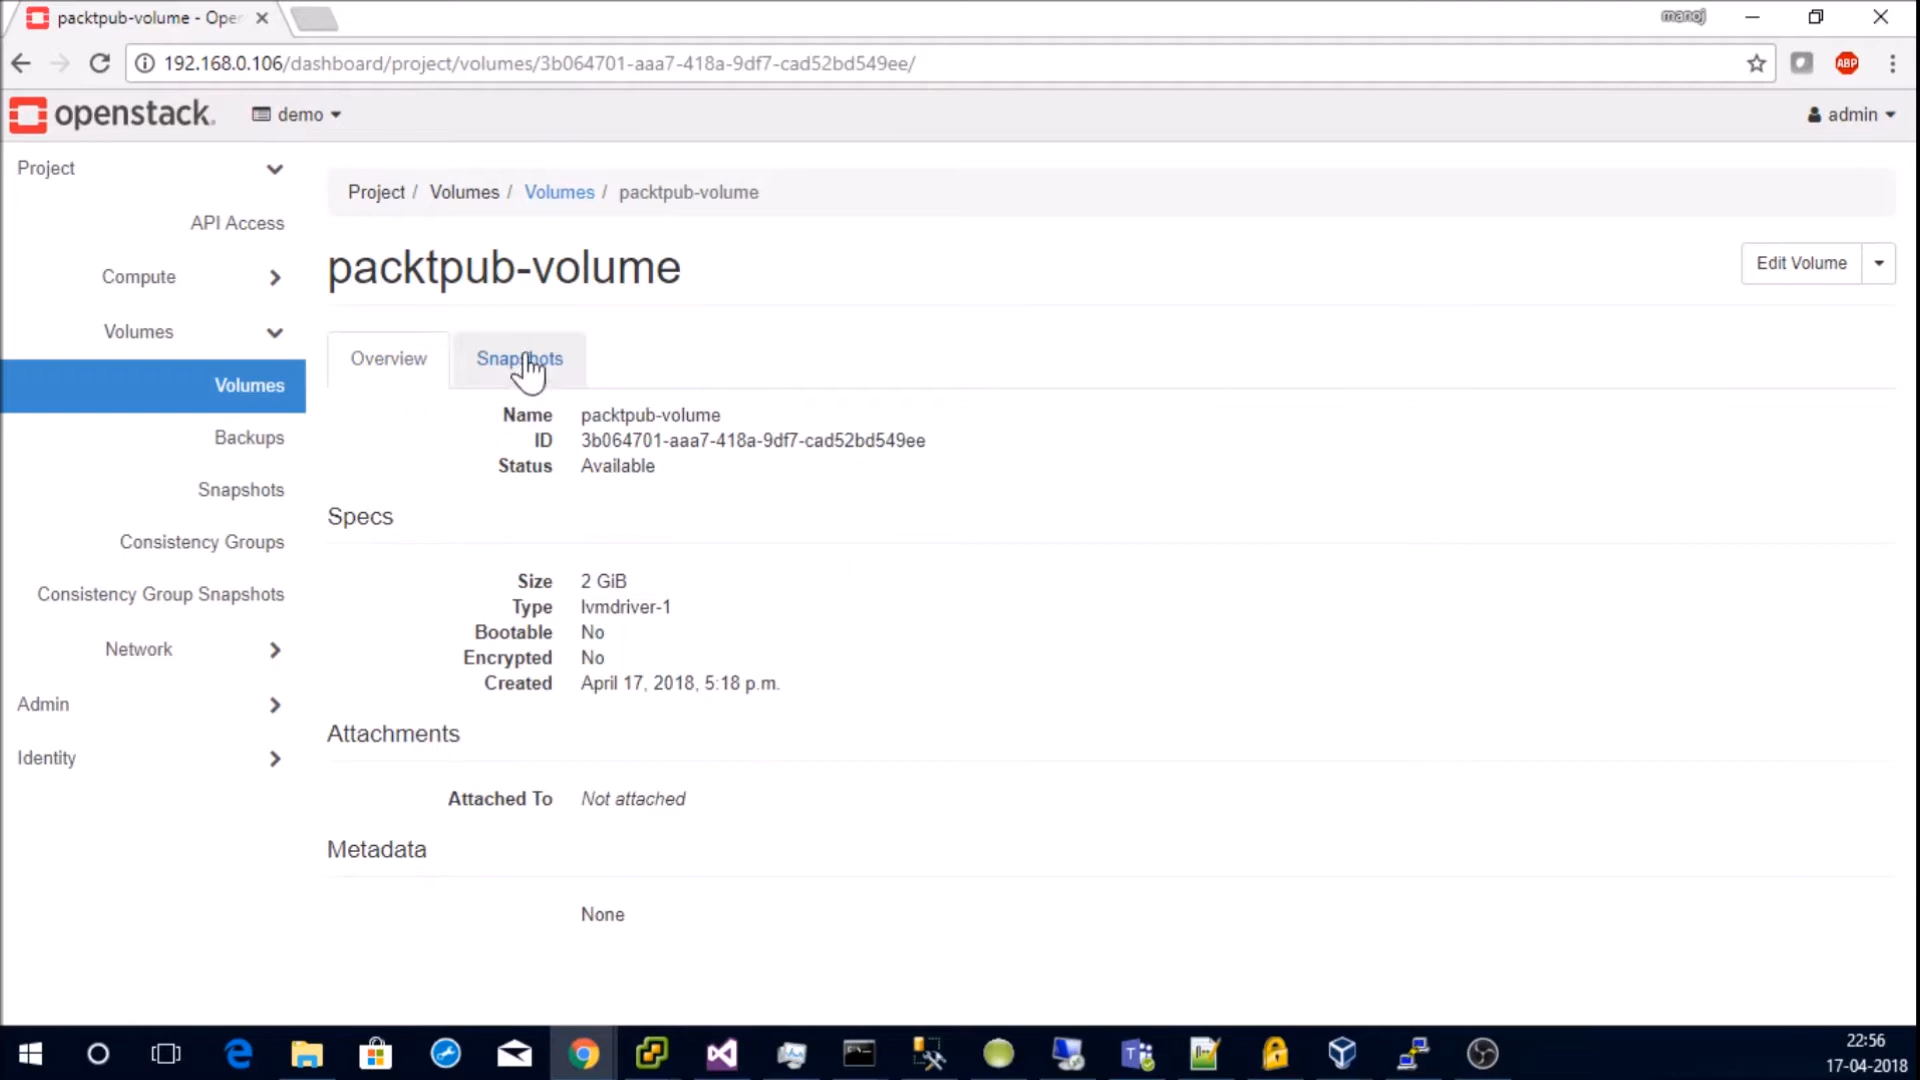 packtpub-volume - Ope
manoj
192.168.0.106/dashboard/project/volumes/3b064701-aaa7-418a-9df7-cad52bd549ee/
ABP
openstack.
demo
admin
Project
API Access
Compute
Volumes
Volumes
Backups
Snapshots
Consistency Groups
Consistency Group Snapshots
Network
Admin
Identity
Project / Volumes / Volumes / packtpub-volume
packtpub-volume
Edit Volume
Overview
Snapshots
Name packtpub-volume
ID 3b064701-aaa7-418a-9df7-cad52bd549ee
Status Available
Specs
Size 2 GiB
Type lvmdriver-1
Bootable No
Encrypted No
Created April 17, 2018, 5:18 p.m.
Attachments
Attached To Not attached
Metadata
None
22:56
17-04-2018